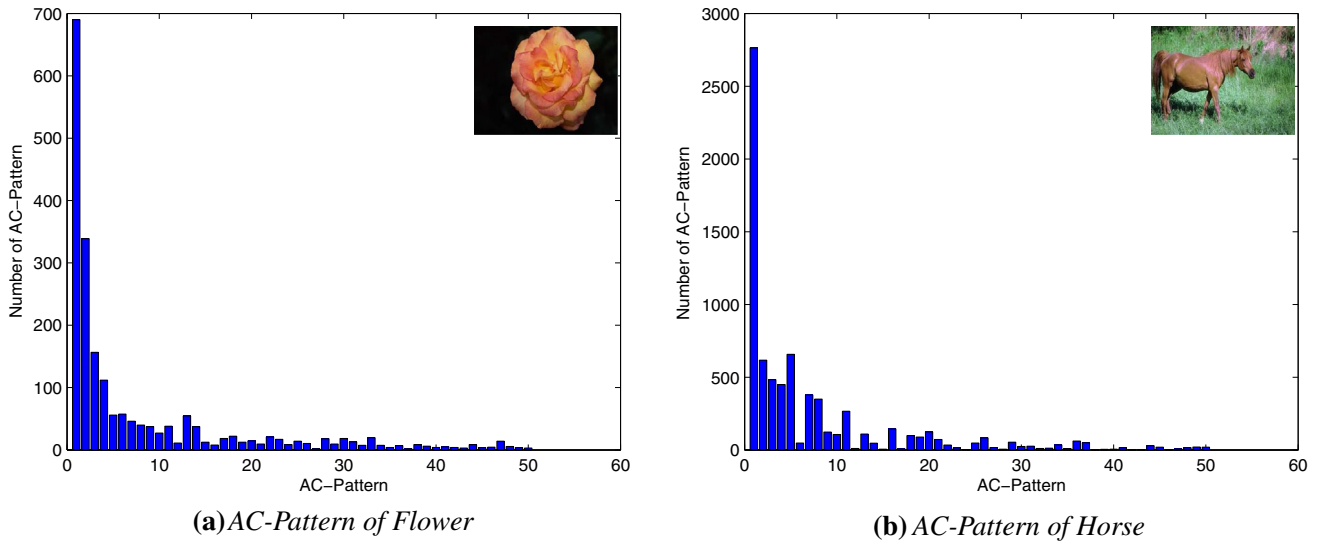 700
600
500
400
300
200
100
0
0 10 20 30 40 50 60
Number of AC−Pattern
AC−Pattern
(a) AC-Pattern of Flower
3000
2500
2000
1500
1000
500
0
0 10 20 30 40 50 60
Number of AC−Pattern
AC−Pattern
(b) AC-Pattern of Horse